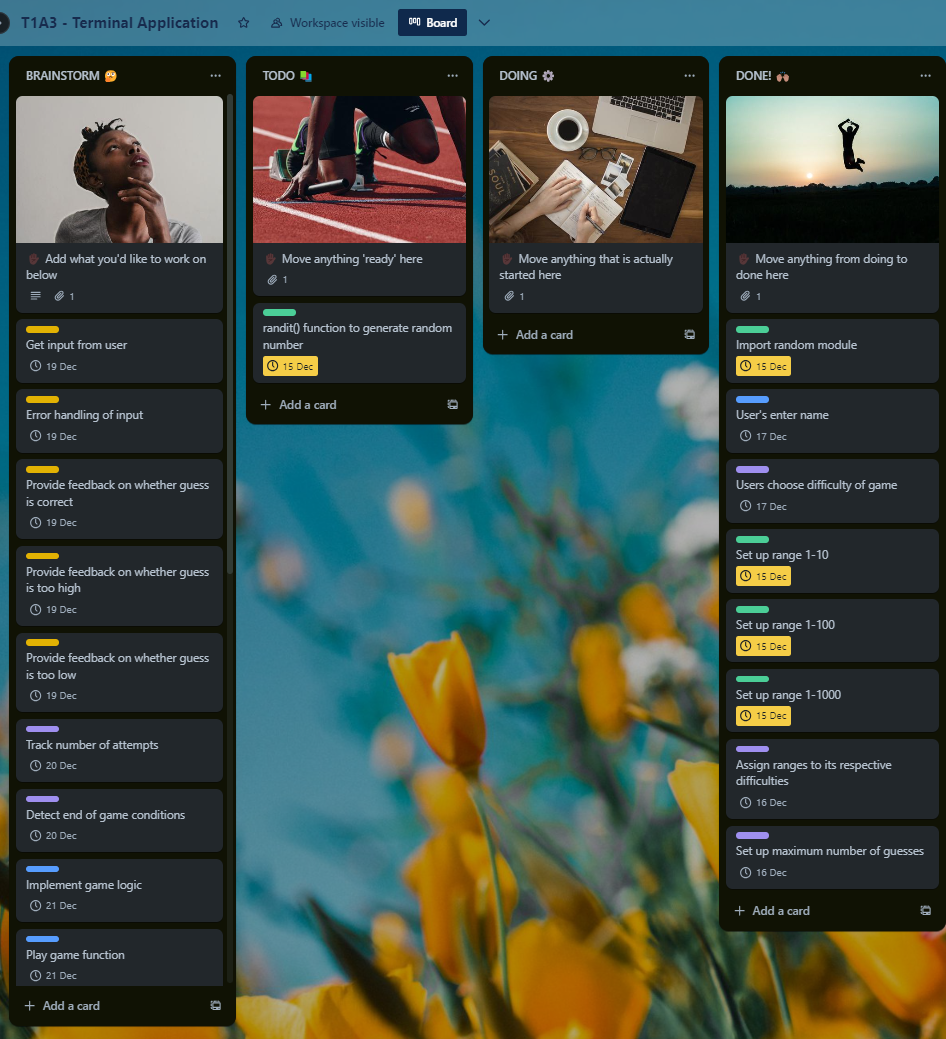 T1A3 - Terminal Application
Workspace visible
Board
BRAINSTORM 🤔
Add what you'd like to work on
below
1
Get input from user
19 Dec
Error handling of input
19 Dec
Provide feedback on whether guess
is correct
19 Dec
Provide feedback on whether guess
is too high
19 Dec
Provide feedback on whether guess
is too low
19 Dec
Track number of attempts
20 Dec
Detect end of game conditions
20 Dec
Implement game logic
21 Dec
Play game function
21 Dec
+ Add a card
TODO 📚
Move anything 'ready' here
1
randit() function to generate random
number
15 Dec
+ Add a card
DOING ⚙️
SOUL
Move anything that is actually
started here
1
+ Add a card
DONE! 🙌🏽
Move anything from doing to
done here
1
Import random module
15 Dec
User's enter name
17 Dec
Users choose difficulty of game
17 Dec
Set up range 1-10
15 Dec
Set up range 1-100
15 Dec
Set up range 1-1000
15 Dec
Assign ranges to its respective
difficulties
16 Dec
Set up maximum number of guesses
16 Dec
+ Add a card